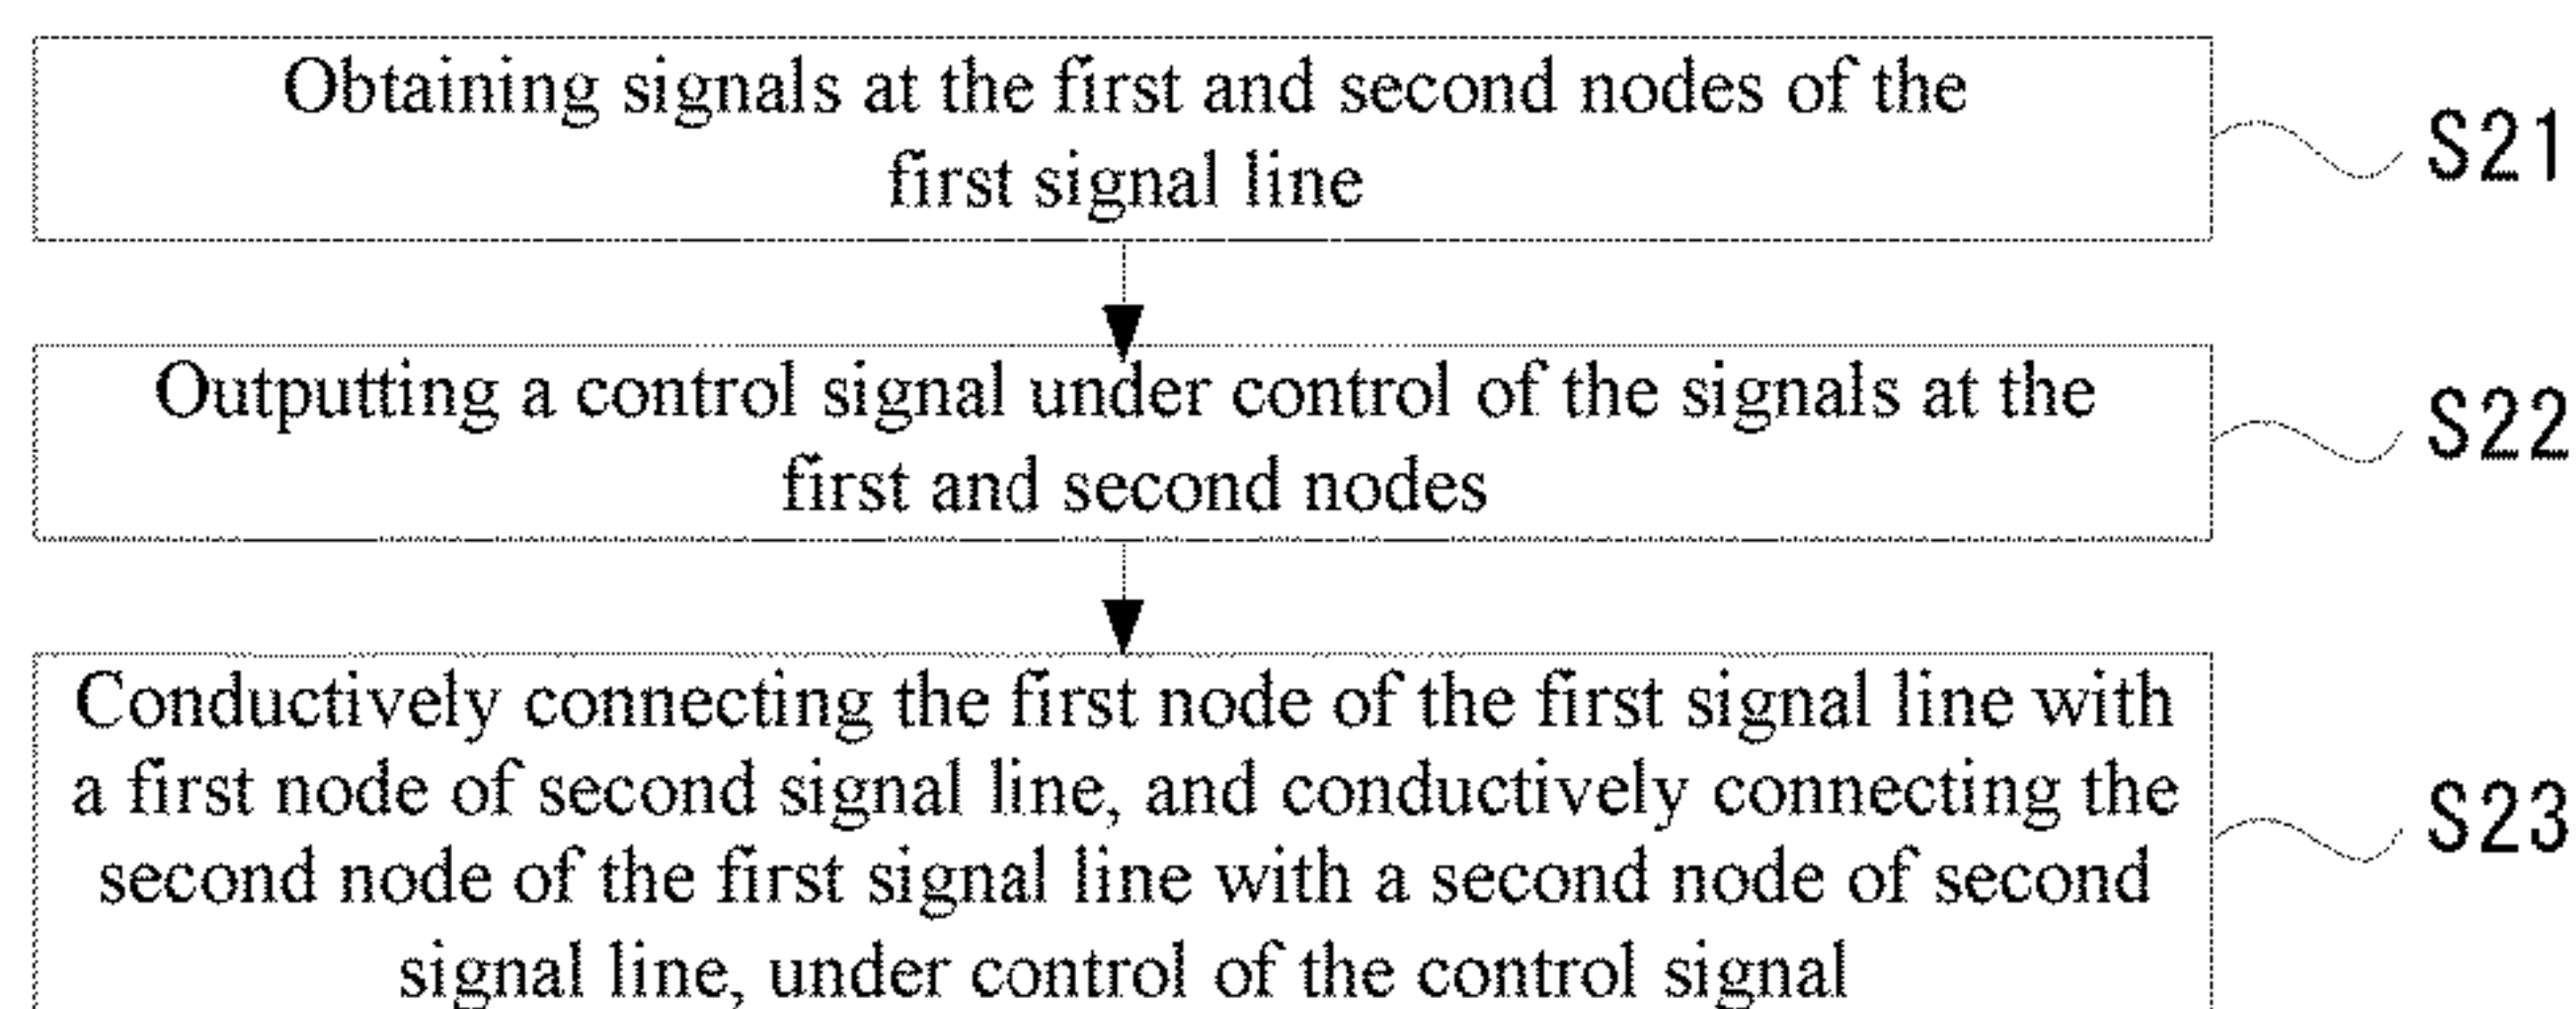 Obtaining signals at the first and second nodes of the
first signal line
S21
Outputting a control signal under control of the signals at the
first and second nodes
S22
Conductively connecting the first node of the first signal line with
a first node of second signal line, and conductively connecting the
second node of the first signal line with a second node of second
signal line, under control of the control signal
S23